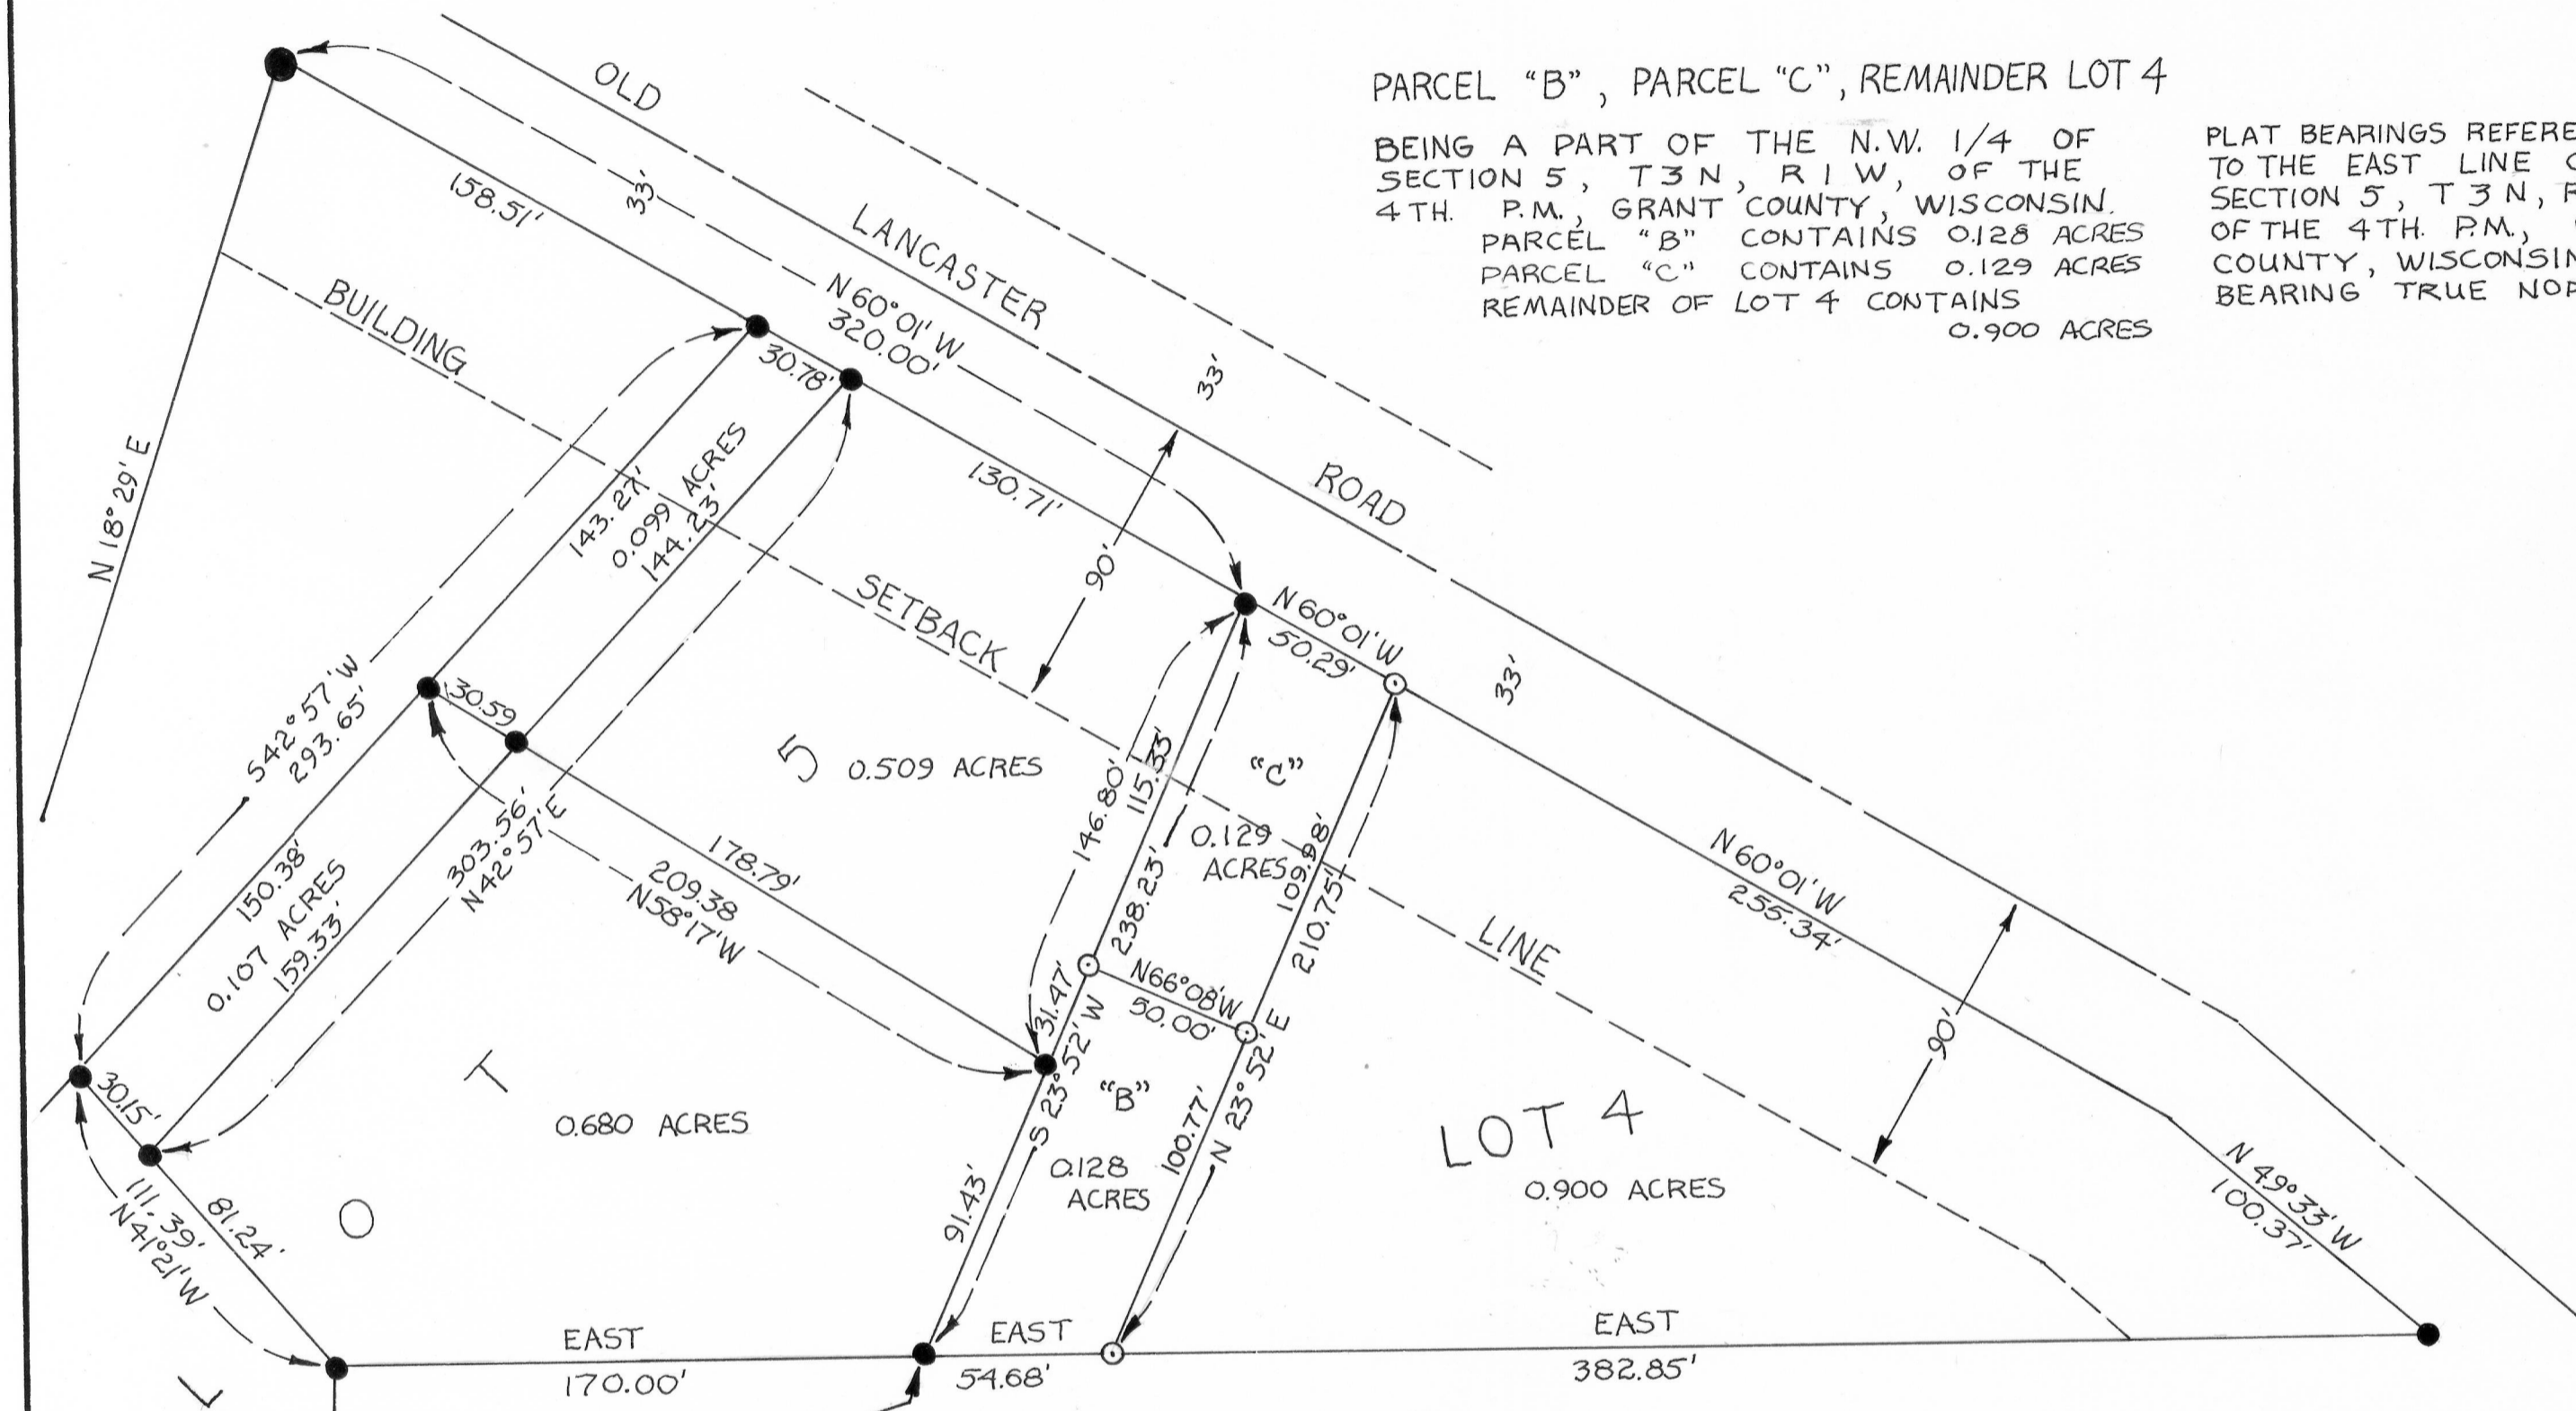 PARCEL "B", PARCEL "C", REMAINDER LOT 4
BEING A PART OF THE N.W. 1/4 OF
SECTION 5, T3N, R1W, OF THE
4TH. P.M., GRANT COUNTY, WISCONSIN.
PARCEL "B" CONTAINS 0.128 ACRES
PARCEL "C" CONTAINS 0.129 ACRES
REMAINDER OF LOT 4 CONTAINS
0.900 ACRES
PLAT BEARINGS REFERE
TO THE EAST LINE
SECTION 5, T3N,
OF THE 4TH. P.M.,
COUNTY, WISCONSIN
BEARING TRUE NOR
OLD
LANCASTER
ROAD
33'
33'
33'
158.51'
N60°01'W
320.00'
30.78'
130.71'
BUILDING
SETBACK
LINE
90'
N 18°29' E
143.27'
0.099 ACRES
144.23'
S42°57'W
293.65'
30.59
5
0.509 ACRES
303.56'
N42°57'E
178.79'
209.38
N58°17'W
150.38'
0.107 ACRES
159.33'
146.80'
115.33'
238.23'
31.47'
S 23°52' W
N60°01'W
50.29'
"C"
0.129
ACRES
109.98'
210.75'
N66°08'W
50.00'
N 23°52' E
100.77'
"B"
0.128
ACRES
91.43'
N60°01'W
255.34'
90'
LOT 4
0.900 ACRES
N49°33'W
100.37'
30.15'
81.24'
111.39'
N41°21'W
T
O
L
0.680 ACRES
EAST
170.00'
EAST
54.68'
EAST
382.85'